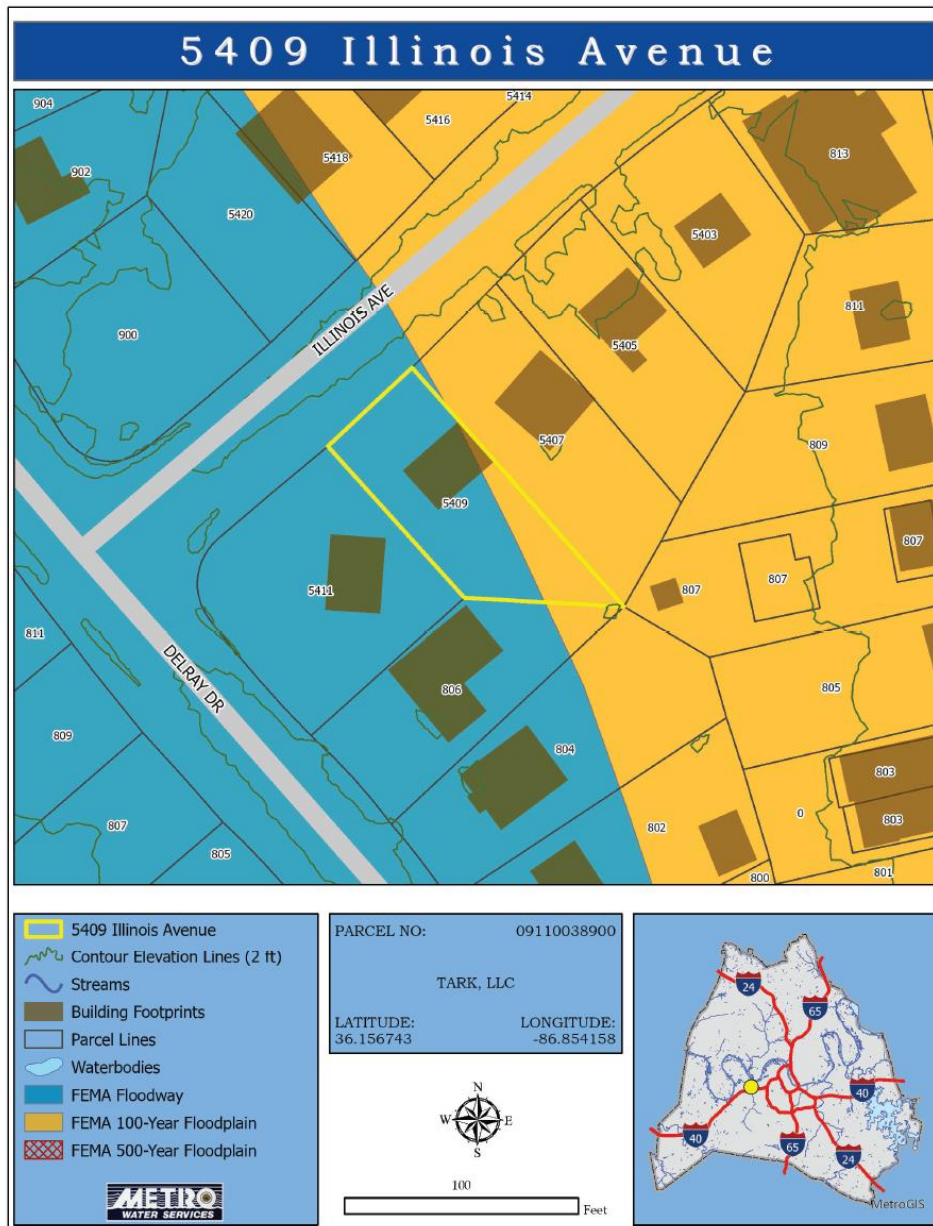 5409 Illinois Avenue
904
5414
5416
902
5418
813
5420
5403
ILLINOIS AVE
811
900
5405
5407
809
5409
807
807
807
5411
811
DELRAY DR
806
805
809
804
803
802
0
803
807
805
800
801
5409 Illinois Avenue
Contour Elevation Lines (2 ft)
Streams
Building Footprints
Parcel Lines
Waterbodies
FEMA Floodway
FEMA 100-Year Floodplain
FEMA 500-Year Floodplain
METRO
WATER SERVICES
PARCEL NO: 09110038900
TARK, LLC
LATITUDE: LONGITUDE:
36.156743 -86.854158
N
W E
S
100
Feet
24
65
40
40
65
24
MetroGIS